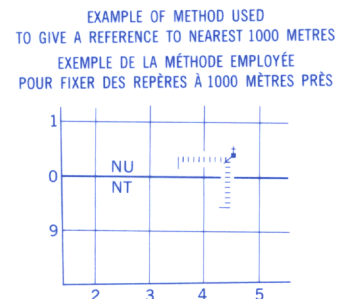 EXAMPLE OF METHOD USED
TO GIVE A REFERENCE TO NEAREST 1000 METRES
EXEMPLE DE LA MÉTHODE EMPLOYÉE
POUR FIXER DES REPÈRES À 1000 MÈTRES PRÈS
1
NU
0
NT
9
2 3 4 5